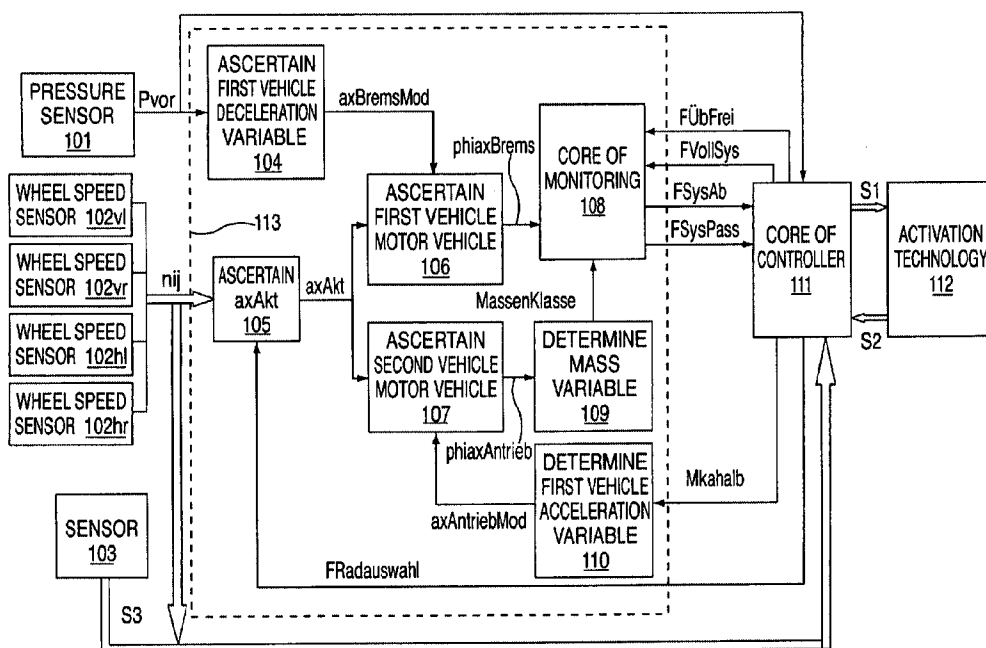 PRESSURE
SENSOR
101
Pvor
ASCERTAIN
FIRST VEHICLE
DECELERATION
VARIABLE
104
axBremsMod
WHEEL SPEED
SENSOR 102vl
WHEEL SPEED
SENSOR 102vr
WHEEL SPEED
SENSOR 102hl
WHEEL SPEED
SENSOR 102hr
nij
113
ASCERTAIN
axAkt
105
axAkt
ASCERTAIN
FIRST VEHICLE
MOTOR VEHICLE
106
phiaxBrems
CORE OF
MONITORING
108
FÜbFrei
FVollSys
FSysAb
FSysPass
CORE OF
CONTROLLER
111
S1
S2
ACTIVATION
TECHNOLOGY
112
MassenKlasse
ASCERTAIN
SECOND VEHICLE
MOTOR VEHICLE
107
phiaxAntrieb
DETERMINE
MASS
VARIABLE
109
axAntriebMod
DETERMINE
FIRST VEHICLE
ACCELERATION
VARIABLE
110
Mkahalb
FRadauswahl
SENSOR
103
S3